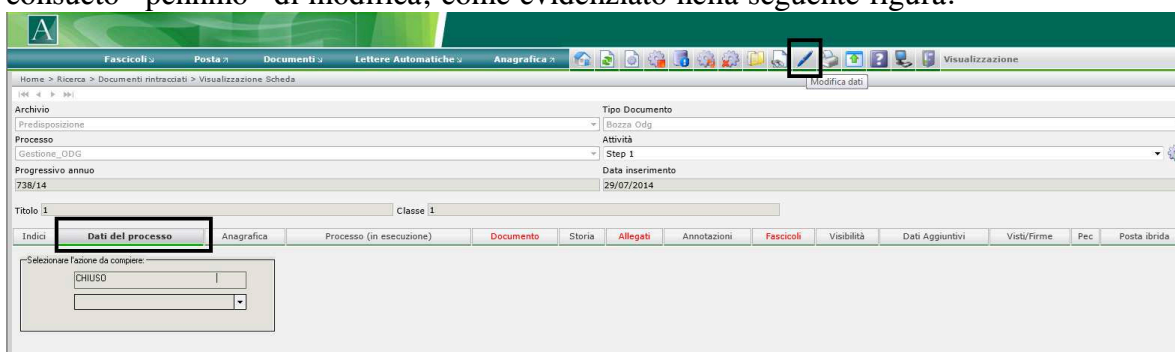 consueto "pennino" di modifica, come evidenziato nella seguente figura:
A
Fascicoli Posta Documenti Lettere Automatiche Anagrafica Visualizzazione
Home > Ricerca > Documenti rintracciati > Visualizzazione Scheda
Modifica dati
Archivio Tipo Documento
Predisposizione Bozza Odg
Processo Attività
Gestione_ODG Step 1
Progressivo annuo Data inserimento
738/14 29/07/2014
Titolo 1 Classe 1
Indici Dati del processo Anagrafica Processo (in esecuzione) Documento Storia Allegati Annotazioni Fascicoli Visibilità Dati Aggiuntivi Visti/Firme Pec Posta ibrida
Selezionare l'azione da compiere:
CHIUSO